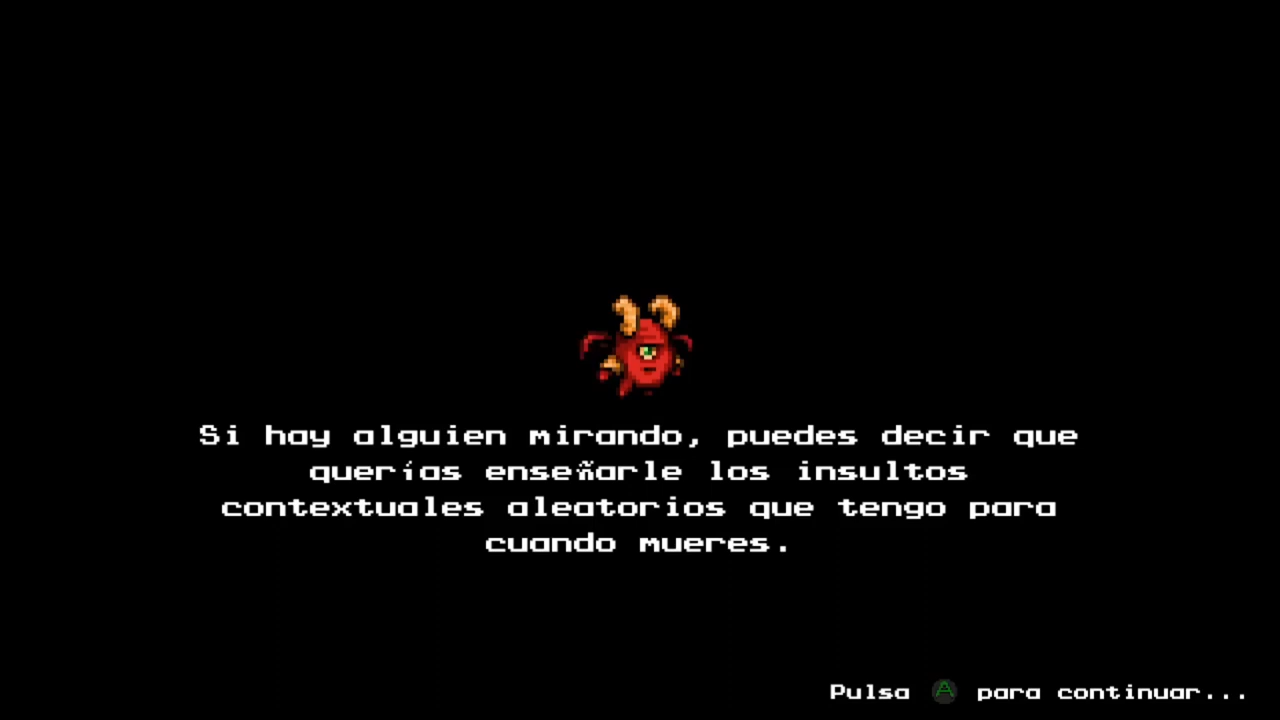 Si hay alguien mirando, puedes decir que
querías enseñarle los insultos
contextuales aleatorios que tengo para
cuando mueres.
Pulsa A para continuar...